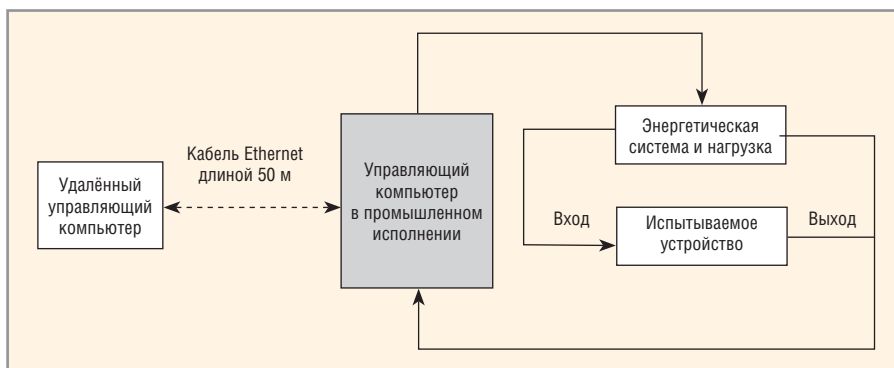 Удалённый
управляющий
компьютер
Кабель Ethernet
длиной 50 м
Управляющий
компьютер
в промышленном
исполнении
Энергетическая
система и нагрузка
Вход
Испытываемое
устройство
Выход